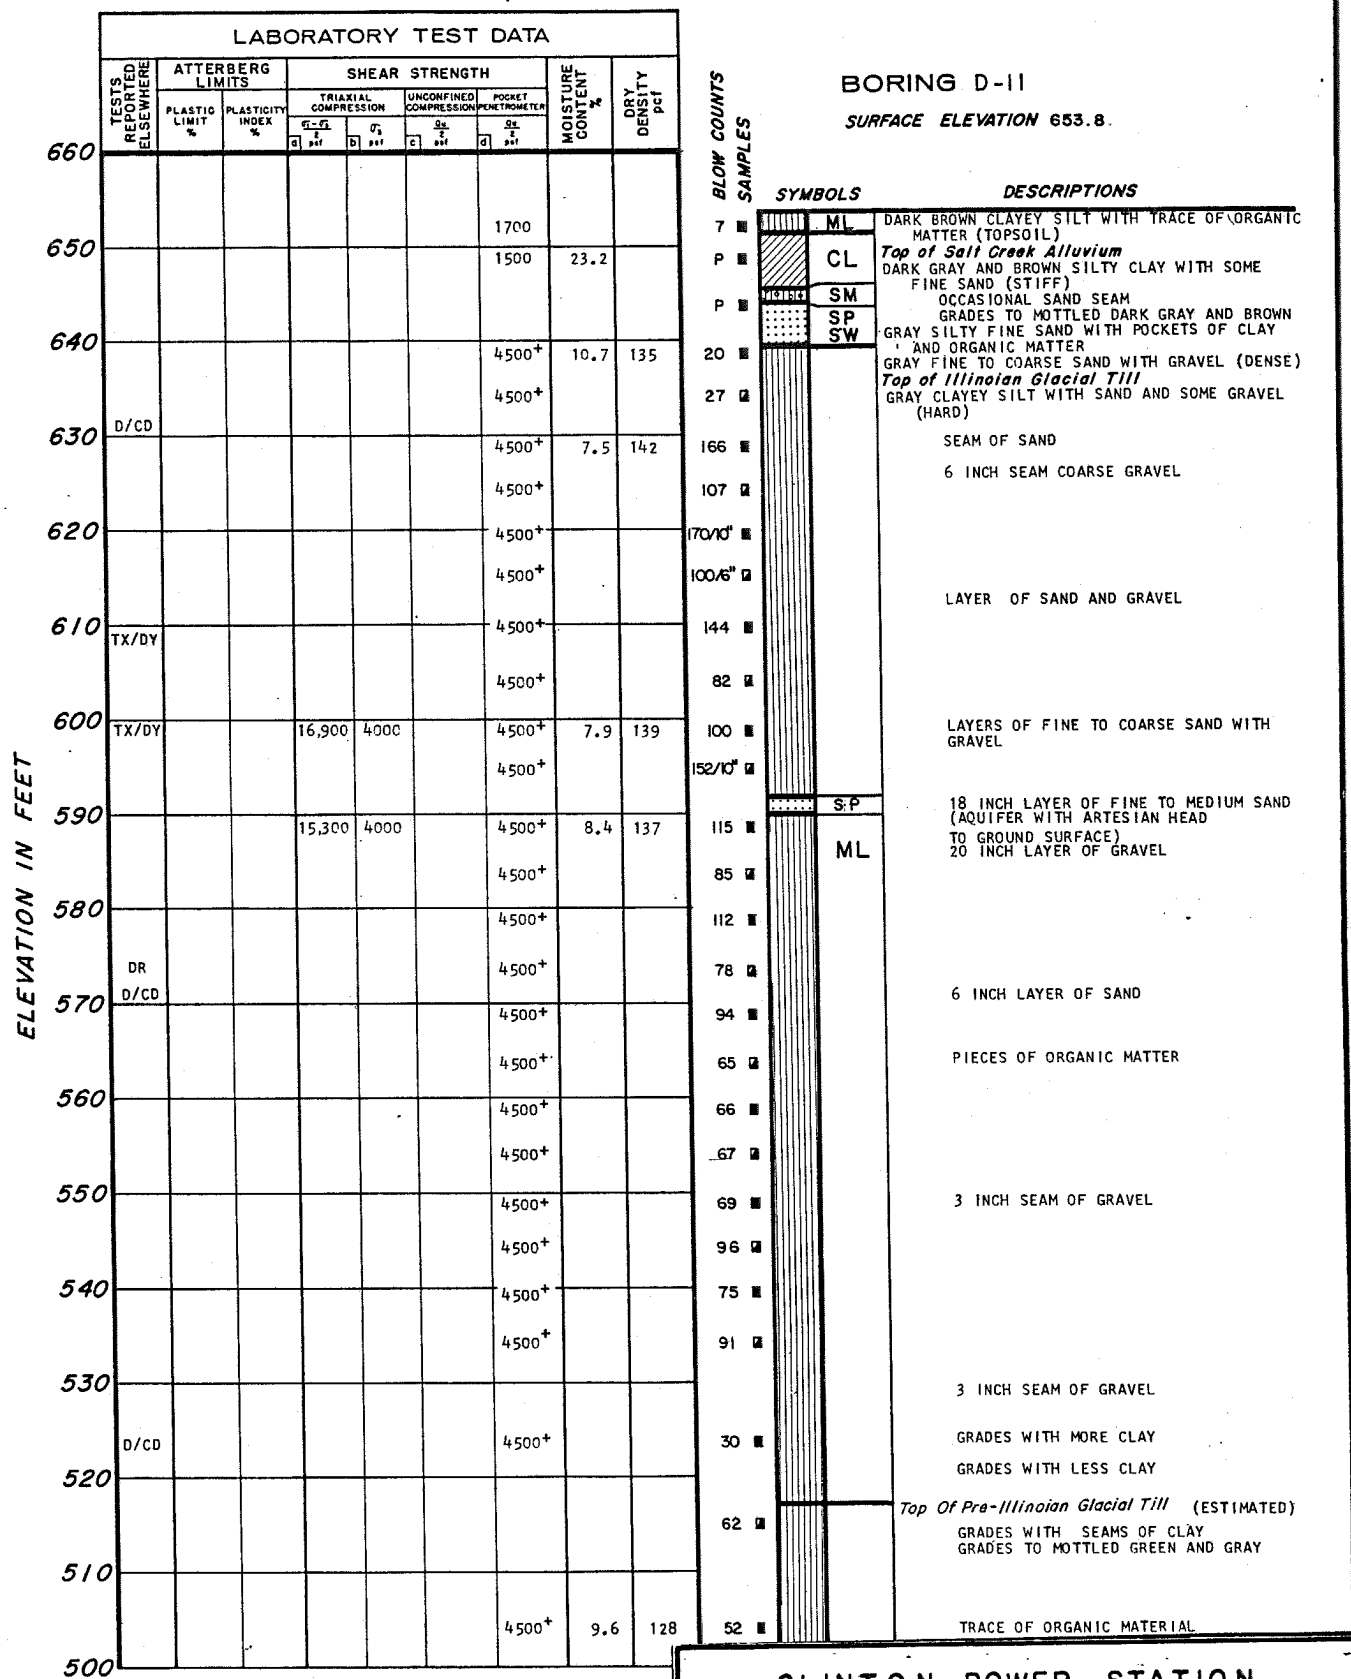 LABORATORY TEST DATA
TESTS REPORTED ELSEWHERE
ATTERBERG LIMITS
PLASTIC LIMIT %
PLASTICITY INDEX %
SHEAR STRENGTH
TRIAXIAL COMPRESSION
UNCONFINED COMPRESSION
POCKET PENETROMETER
a psf
b psf
c psf
d psf
MOISTURE CONTENT %
DRY DENSITY pcf
BLOW COUNTS
SAMPLES
BORING D-11
SURFACE ELEVATION 653.8.
SYMBOLS
DESCRIPTIONS
ELEVATION IN FEET
660
1700 7 ML DARK BROWN CLAYEY SILT WITH TRACE OF ORGANIC
MATTER (TOPSOIL)
650
Top of Salt Creek Alluvium
1500 23.2 P CL DARK GRAY AND BROWN SILTY CLAY WITH SOME
FINE SAND (STIFF)
P SM OCCASIONAL SAND SEAM
SP GRADES TO MOTTLED DARK GRAY AND BROWN
SW GRAY SILTY FINE SAND WITH POCKETS OF CLAY
640
AND ORGANIC MATTER
4500+ 10.7 135 20 GRAY FINE TO COARSE SAND WITH GRAVEL (DENSE)
Top of Illinoian Glacial Till
4500+ 27 GRAY CLAYEY SILT WITH SAND AND SOME GRAVEL
(HARD)
D/CD
630
SEAM OF SAND
4500+ 7.5 142 166
6 INCH SEAM COARSE GRAVEL
4500+ 107
620
4500+ 170/10"
4500+ 100/6"
LAYER OF SAND AND GRAVEL
610
TX/DY 4500+ 144
4500+ 82
600
TX/DY 16,900 4000 4500+ 7.9 139 100 LAYERS OF FINE TO COARSE SAND WITH
GRAVEL
4500+ 152/10"
SP 18 INCH LAYER OF FINE TO MEDIUM SAND
590
(AQUIFER WITH ARTESIAN HEAD
15,300 4000 4500+ 8.4 137 115 TO GROUND SURFACE)
ML 20 INCH LAYER OF GRAVEL
4500+ 85
580
4500+ 112
DR 4500+ 78
D/CD 6 INCH LAYER OF SAND
570
4500+ 94
4500+ 65 PIECES OF ORGANIC MATTER
560
4500+ 66
4500+ 67
550
4500+ 69 3 INCH SEAM OF GRAVEL
4500+ 96
540
4500+ 75
4500+ 91
530
3 INCH SEAM OF GRAVEL
D/CD 4500+ 30 GRADES WITH MORE CLAY
GRADES WITH LESS CLAY
520
Top Of Pre-Illinoian Glacial Till (ESTIMATED)
62 GRADES WITH SEAMS OF CLAY
GRADES TO MOTTLED GREEN AND GRAY
510
4500+ 9.6 128 52 TRACE OF ORGANIC MATERIAL
500
CLINTON POWER STATION